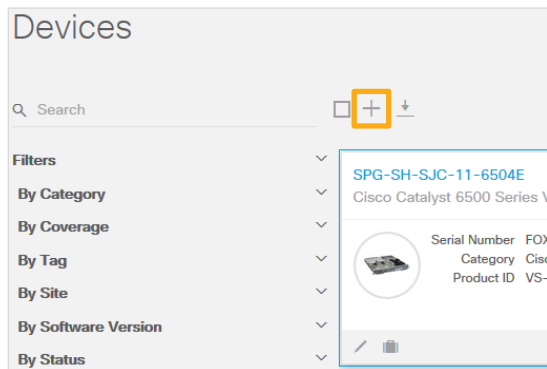 Devices
Search
Filters
By Category
By Coverage
By Tag
By Site
By Software Version
By Status
SPG-SH-SJC-11-6504E
Cisco Catalyst 6500 Series
Serial Number
Category
Product ID VS-